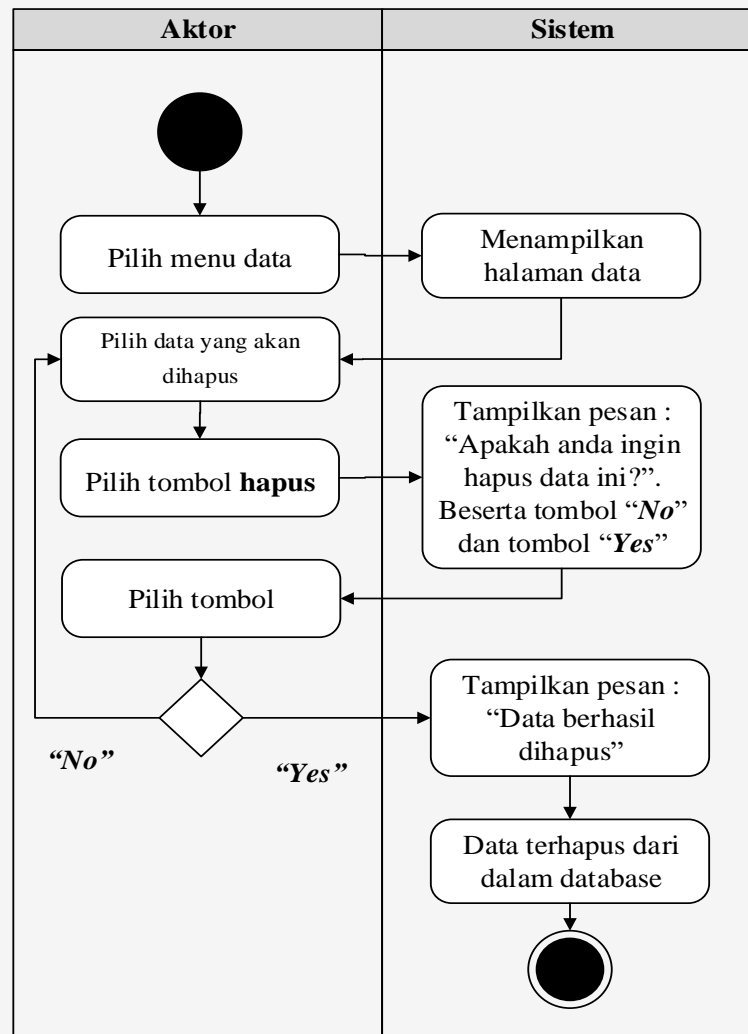 Aktor
Sistem
Pilih menu data
Menampilkan
halaman data
Pilih data yang akan
dihapus
Pilih tombol hapus
Tampilkan pesan :
“Apakah anda ingin
hapus data ini?”.
Beserta tombol “No”
dan tombol “Yes”
Pilih tombol
“No”
“Yes”
Tampilkan pesan :
“Data berhasil
dihapus”
Data terhapus dari
dalam database